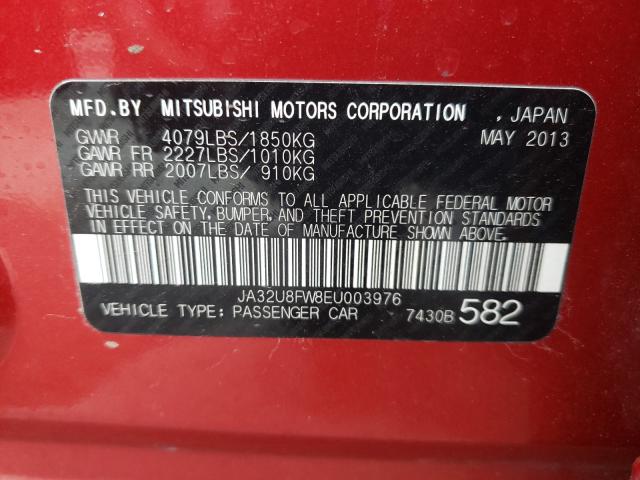 MFD.BY MITSUBISHI MOTORS CORPORATION , JAPAN
GVWR 4079LBS/1850KG MAY 2013
GAWR FR 2227LBS/1010KG
GAWR RR 2007LBS/ 910KG
THIS VEHICLE CONFORMS TO ALL APPLICABLE FEDERAL MOTOR
VEHICLE SAFETY, BUMPER, AND THEFT PREVENTION STANDARDS
IN EFFECT ON THE DATE OF MANUFACTURE SHOWN ABOVE.
JA32U8FW8EU003976
VEHICLE TYPE: PASSENGER CAR 7430B 582